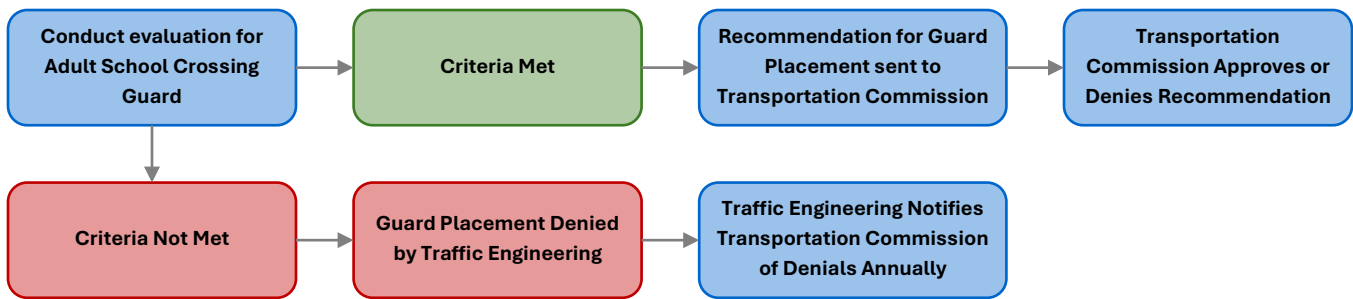 Conduct evaluation for
Adult School Crossing
Guard
Criteria Met
Recommendation for Guard
Placement sent to
Transportation Commission
Transportation
Commission Approves or
Denies Recommendation
Criteria Not Met
Guard Placement Denied
by Traffic Engineering
Traffic Engineering Notifies
Transportation Commission
of Denials Annually